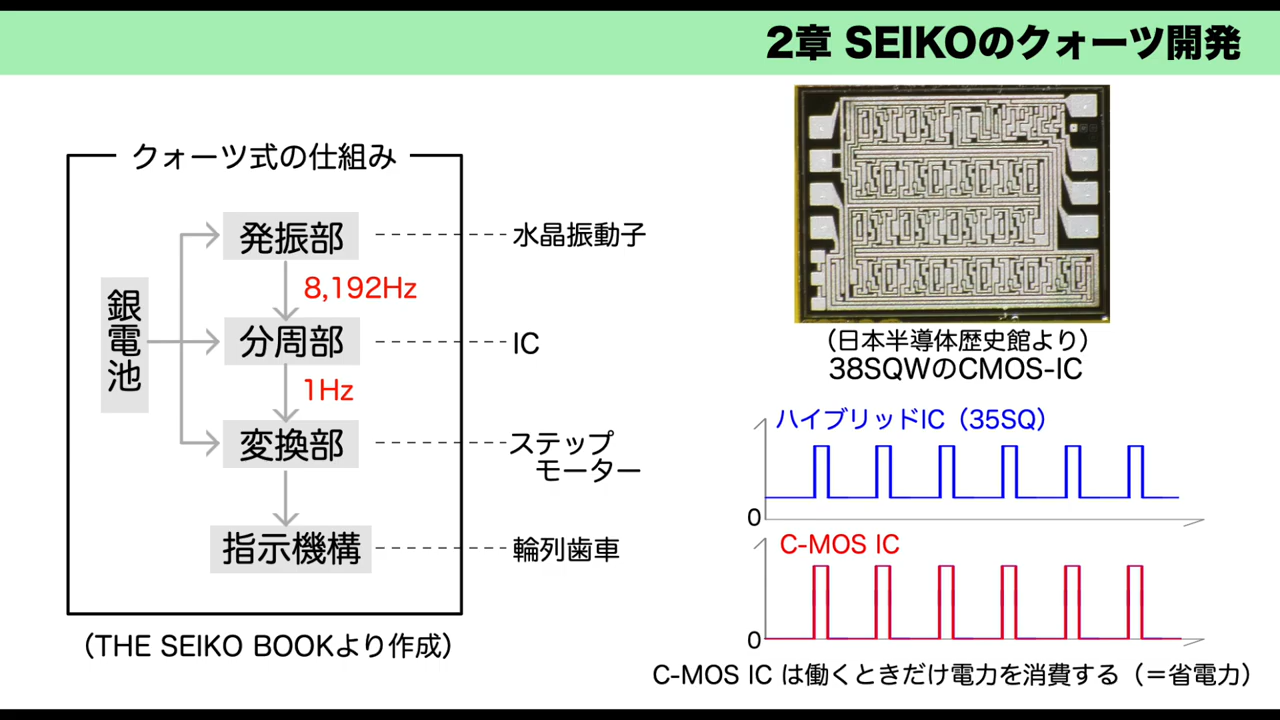 2章 SEIKOのクォーツ開発
クォーツ式の仕組み
銀電池
発振部
水晶振動子
8,192Hz
分周部
IC
1Hz
変換部
ステップ
モーター
指示機構
輪列歯車
（THE SEIKO BOOKより作成）
（日本半導体歴史館より）
38SQWのCMOS-IC
ハイブリッドIC（35SQ）
0
C-MOS IC
0
C-MOS IC は働くときだけ電力を消費する（＝省電力）